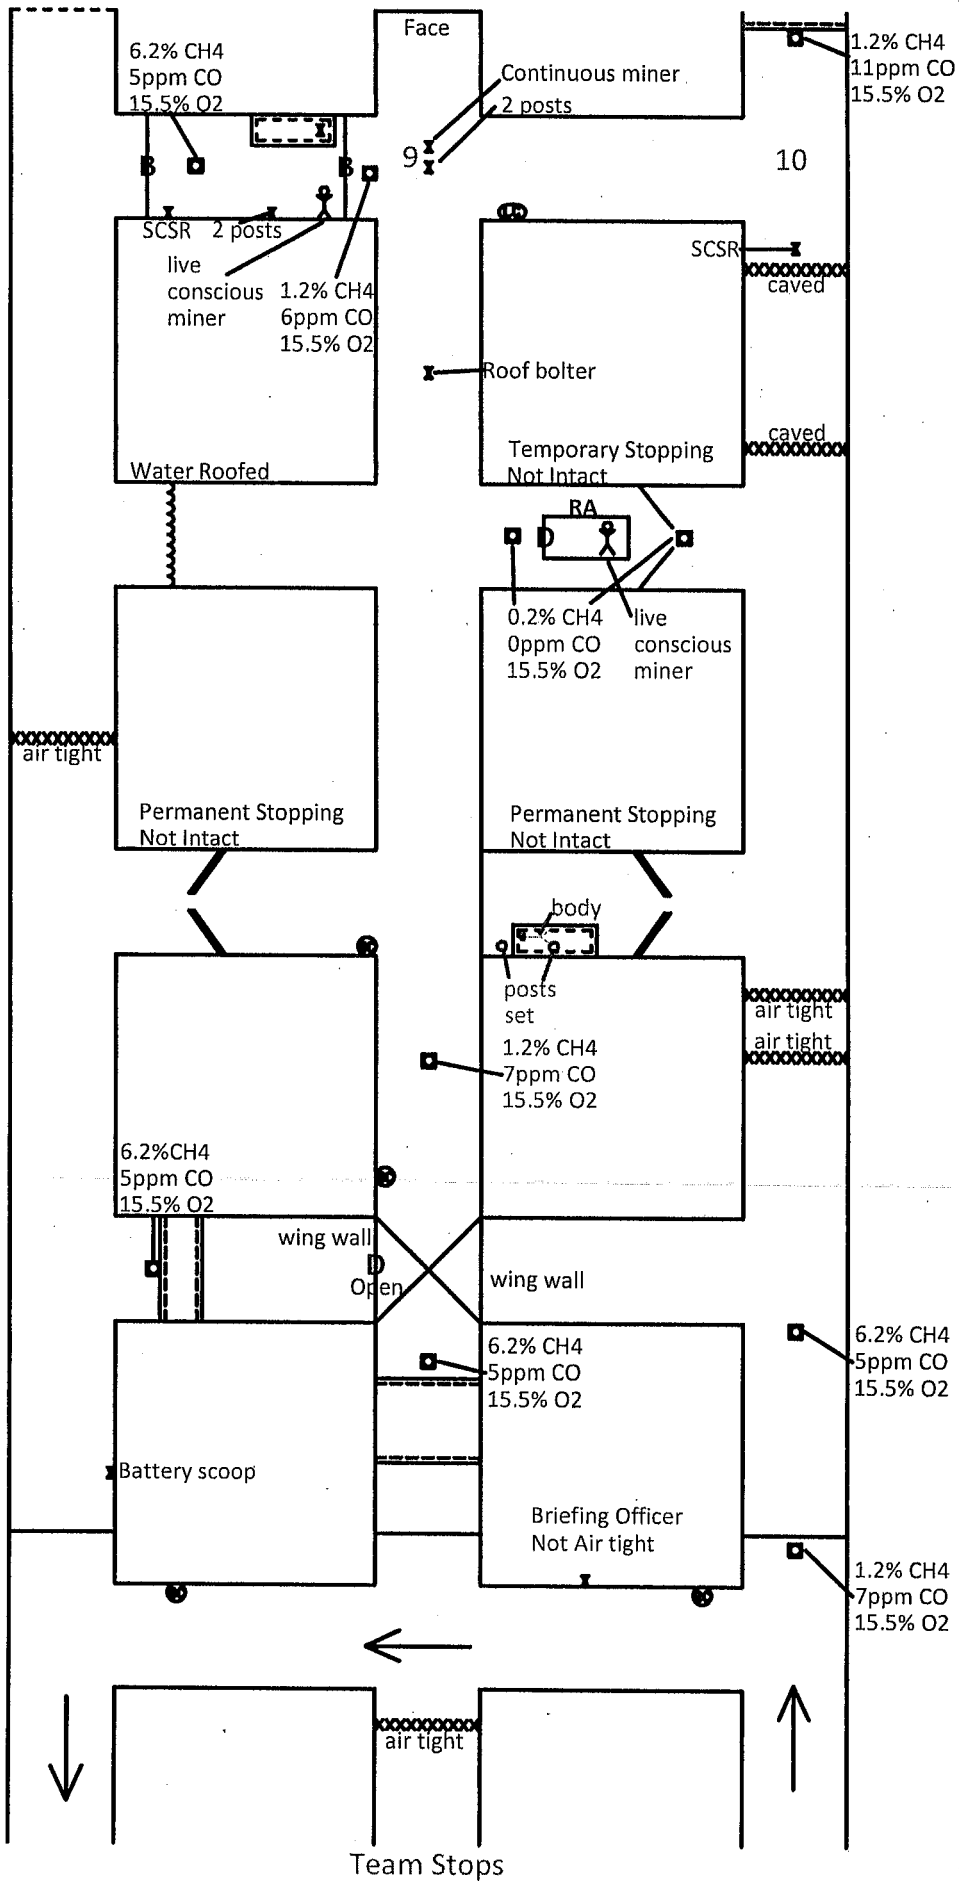 Face
6.2% CH4
5ppm CO
15.5% O2
Continuous miner
2 posts
1.2% CH4
11ppm CO
15.5% O2
B
B
9
10
SCSR
2 posts
live
conscious
miner
1.2% CH4
6ppm CO
15.5% O2
SCSR
caved
Roof bolter
caved
Temporary Stopping
Not Intact
Water Roofed
RA
D
0.2% CH4
0ppm CO
15.5% O2
live
conscious
miner
air tight
Permanent Stopping
Not Intact
Permanent Stopping
Not Intact
body
posts
set
air tight
air tight
1.2% CH4
7ppm CO
15.5% O2
6.2%CH4
5ppm CO
15.5% O2
wing wall
D
Open
wing wall
6.2% CH4
5ppm CO
15.5% O2
6.2% CH4
5ppm CO
15.5% O2
Battery scoop
Briefing Officer
Not Air tight
1.2% CH4
7ppm CO
15.5% O2
air tight
Team Stops